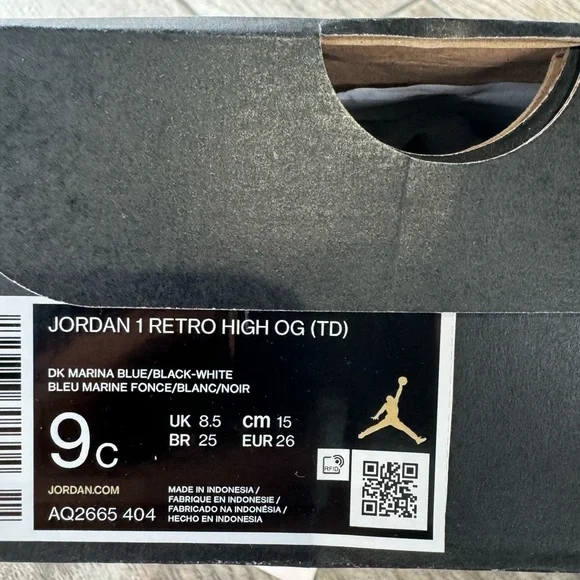 JORDAN 1 RETRO HIGH OG (TD)
DK MARINA BLUE/BLACK-WHITE
BLEU MARINE FONCE/BLANC/NOIR
9c
UK 8.5 cm 15
BR 25 EUR 26
RFID
JORDAN.COM
AQ2665 404
MADE IN INDONESIA /
FABRIQUE EN INDONESIE /
FABRICADO NA INDONÉSIA /
HECHO EN INDONESIA